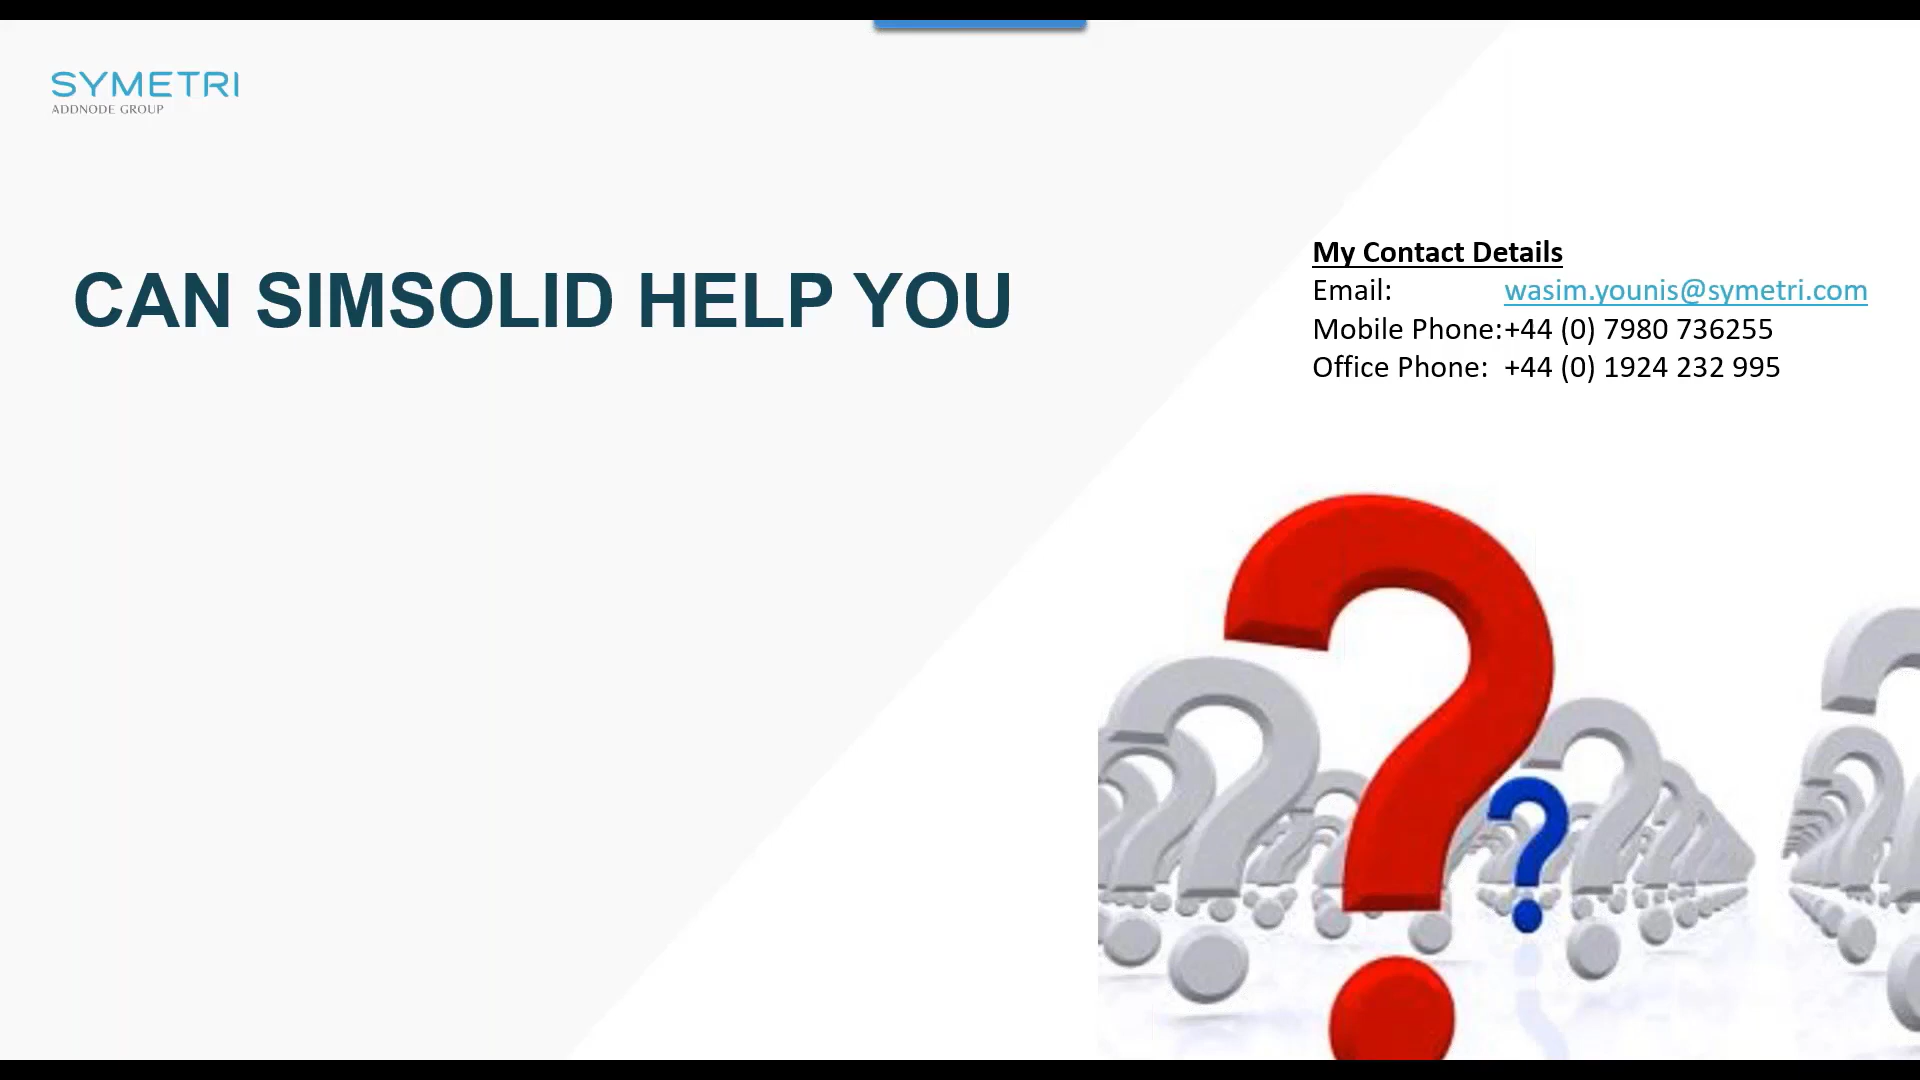 SYMETRI
ADDNODE GROUP
CAN SIMSOLID HELP YOU
My Contact Details
Email: wasim.younis@symetri.com
Mobile Phone:+44 (0) 7980 736255
Office Phone: +44 (0) 1924 232 995